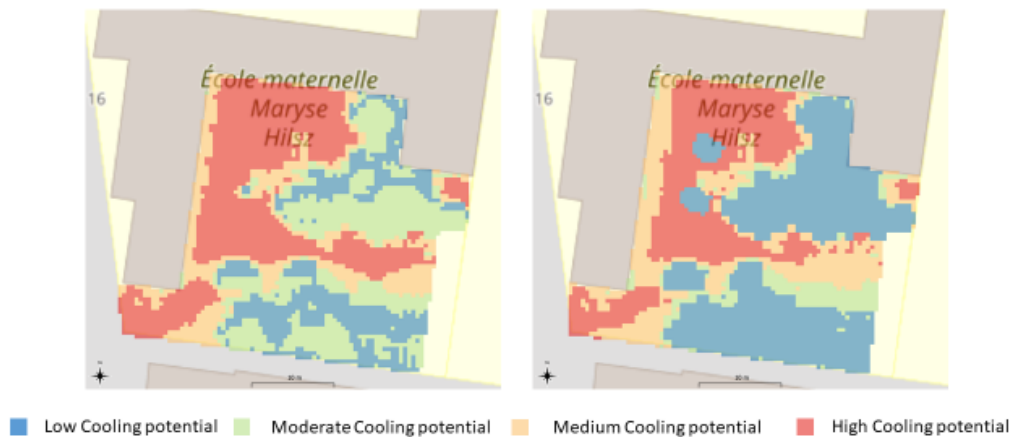 École maternelle
Maryse
Hilsz
16
École maternelle
Maryse
Hilsz
16
Low Cooling potential
Moderate Cooling potential
Medium Cooling potential
High Cooling potential